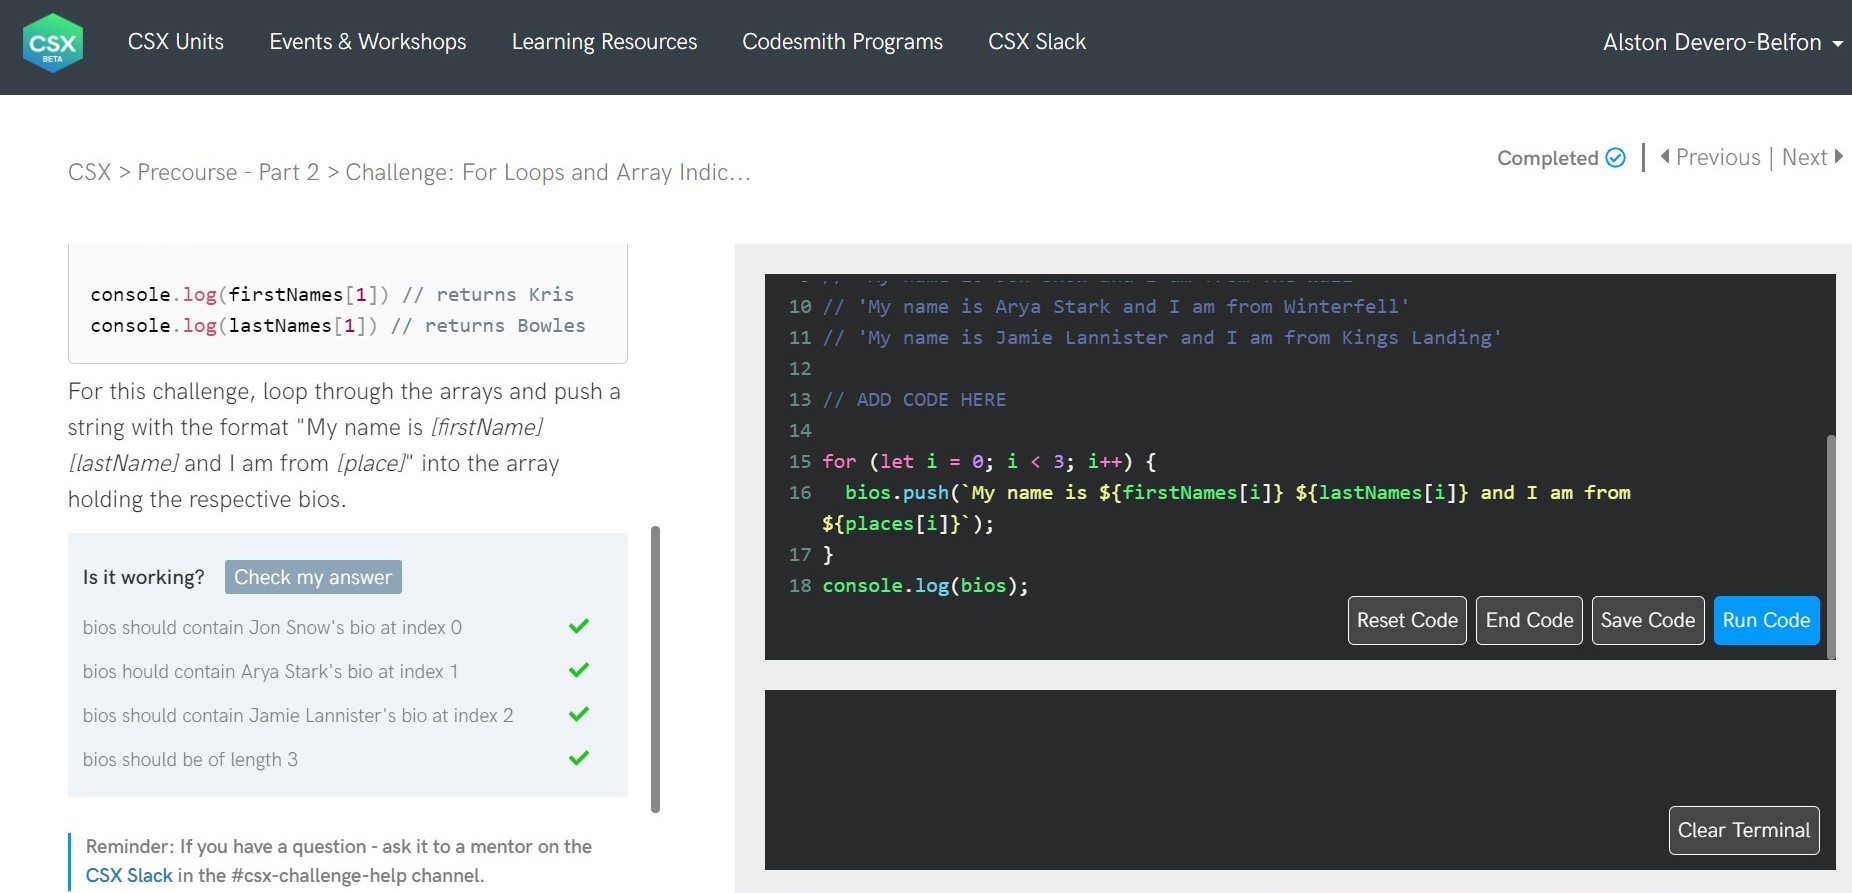 CSX
BETA
CSX Units
Events & Workshops
Learning Resources
Codesmith Programs
CSX Slack
Alston Devero-Belfon
CSX > Precourse - Part 2 > Challenge: For Loops and Array Indic...
Completed
Previous | Next
console.log(firstNames[1]) // returns Kris
console.log(lastNames[1]) // returns Bowles
For this challenge, loop through the arrays and push a
string with the format "My name is [firstName]
[lastName] and I am from [place]" into the array
holding the respective bios.
Is it working?
Check my answer
bios should contain Jon Snow's bio at index 0
bios hould contain Arya Stark's bio at index 1
bios should contain Jamie Lannister's bio at index 2
bios should be of length 3
Reminder: If you have a question - ask it to a mentor on the
CSX Slack in the #csx-challenge-help channel.
10 // 'My name is Arya Stark and I am from Winterfell'
11 // 'My name is Jamie Lannister and I am from Kings Landing'
12
13 // ADD CODE HERE
14
15 for (let i = 0; i < 3; i++) {
16   bios.push(`My name is ${firstNames[i]} ${lastNames[i]} and I am from
${places[i]}`);
17 }
18 console.log(bios);
Reset Code
End Code
Save Code
Run Code
Clear Terminal